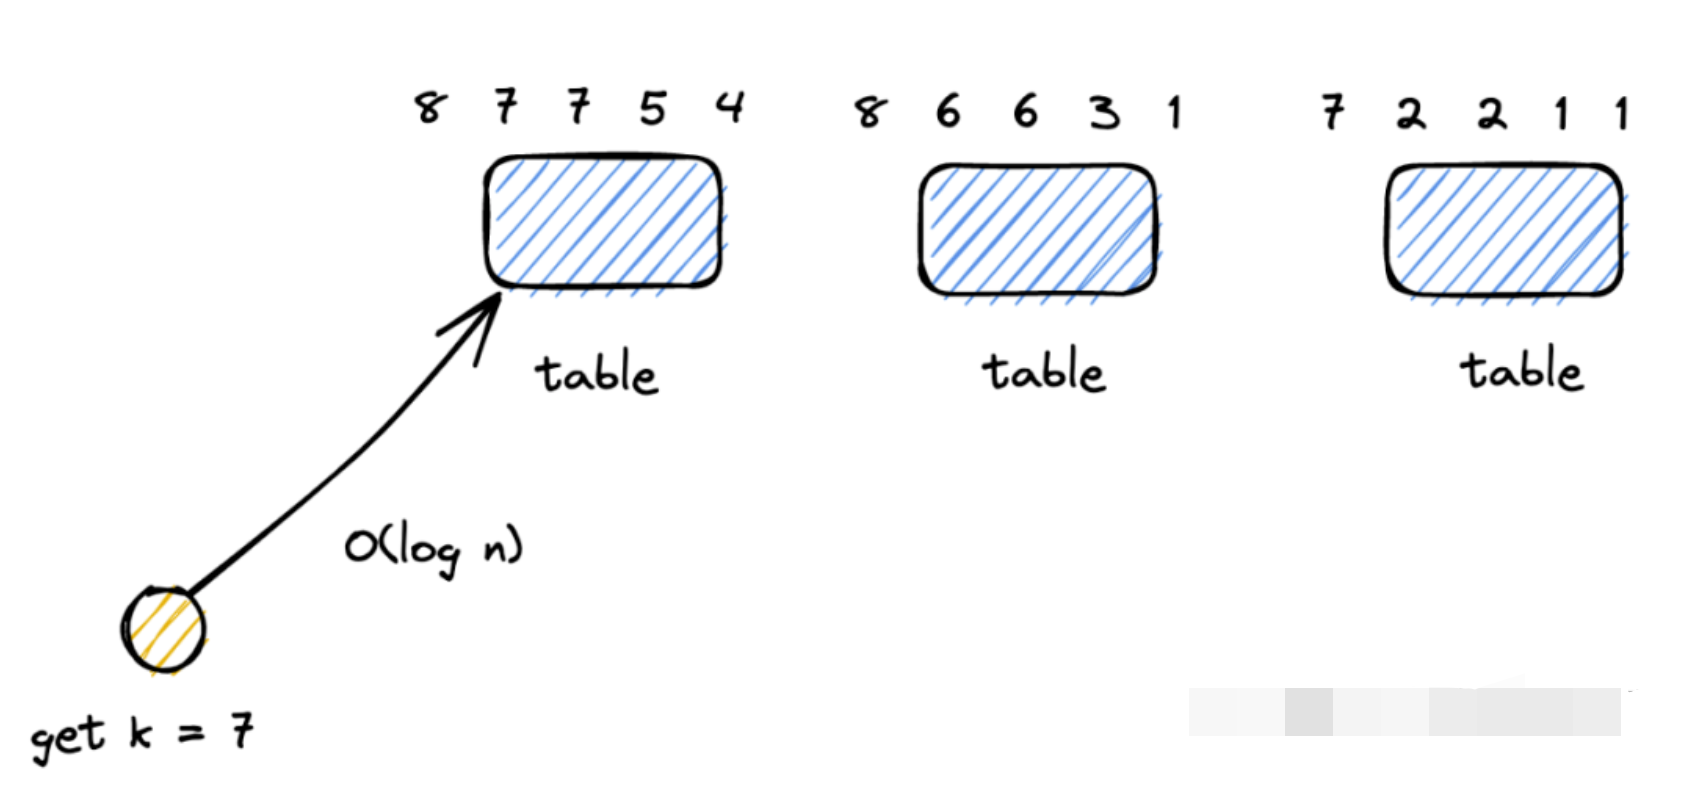 8 7 7 5 4
8 6 6 3 1
7 2 2 1 1
table
table
table
O(log n)
get k = 7